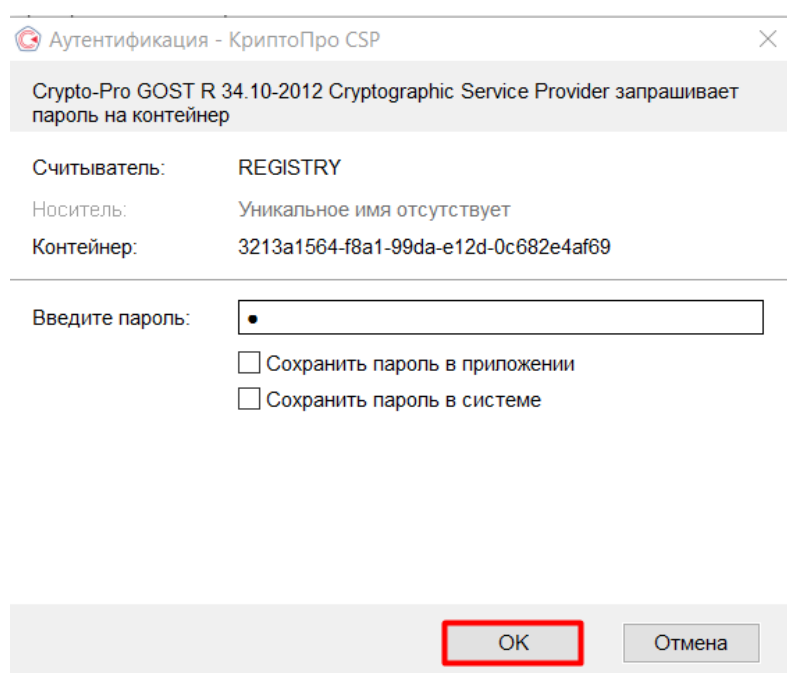 Аутентификация - КриптоПро CSP
Crypto-Pro GOST R 34.10-2012 Cryptographic Service Provider запрашивает
пароль на контейнер
Считыватель: REGISTRY
Носитель: Уникальное имя отсутствует
Контейнер: 3213a1564-f8a1-99da-e12d-0c682e4af69
Введите пароль: ●
Сохранить пароль в приложении
Сохранить пароль в системе
OK Отмена